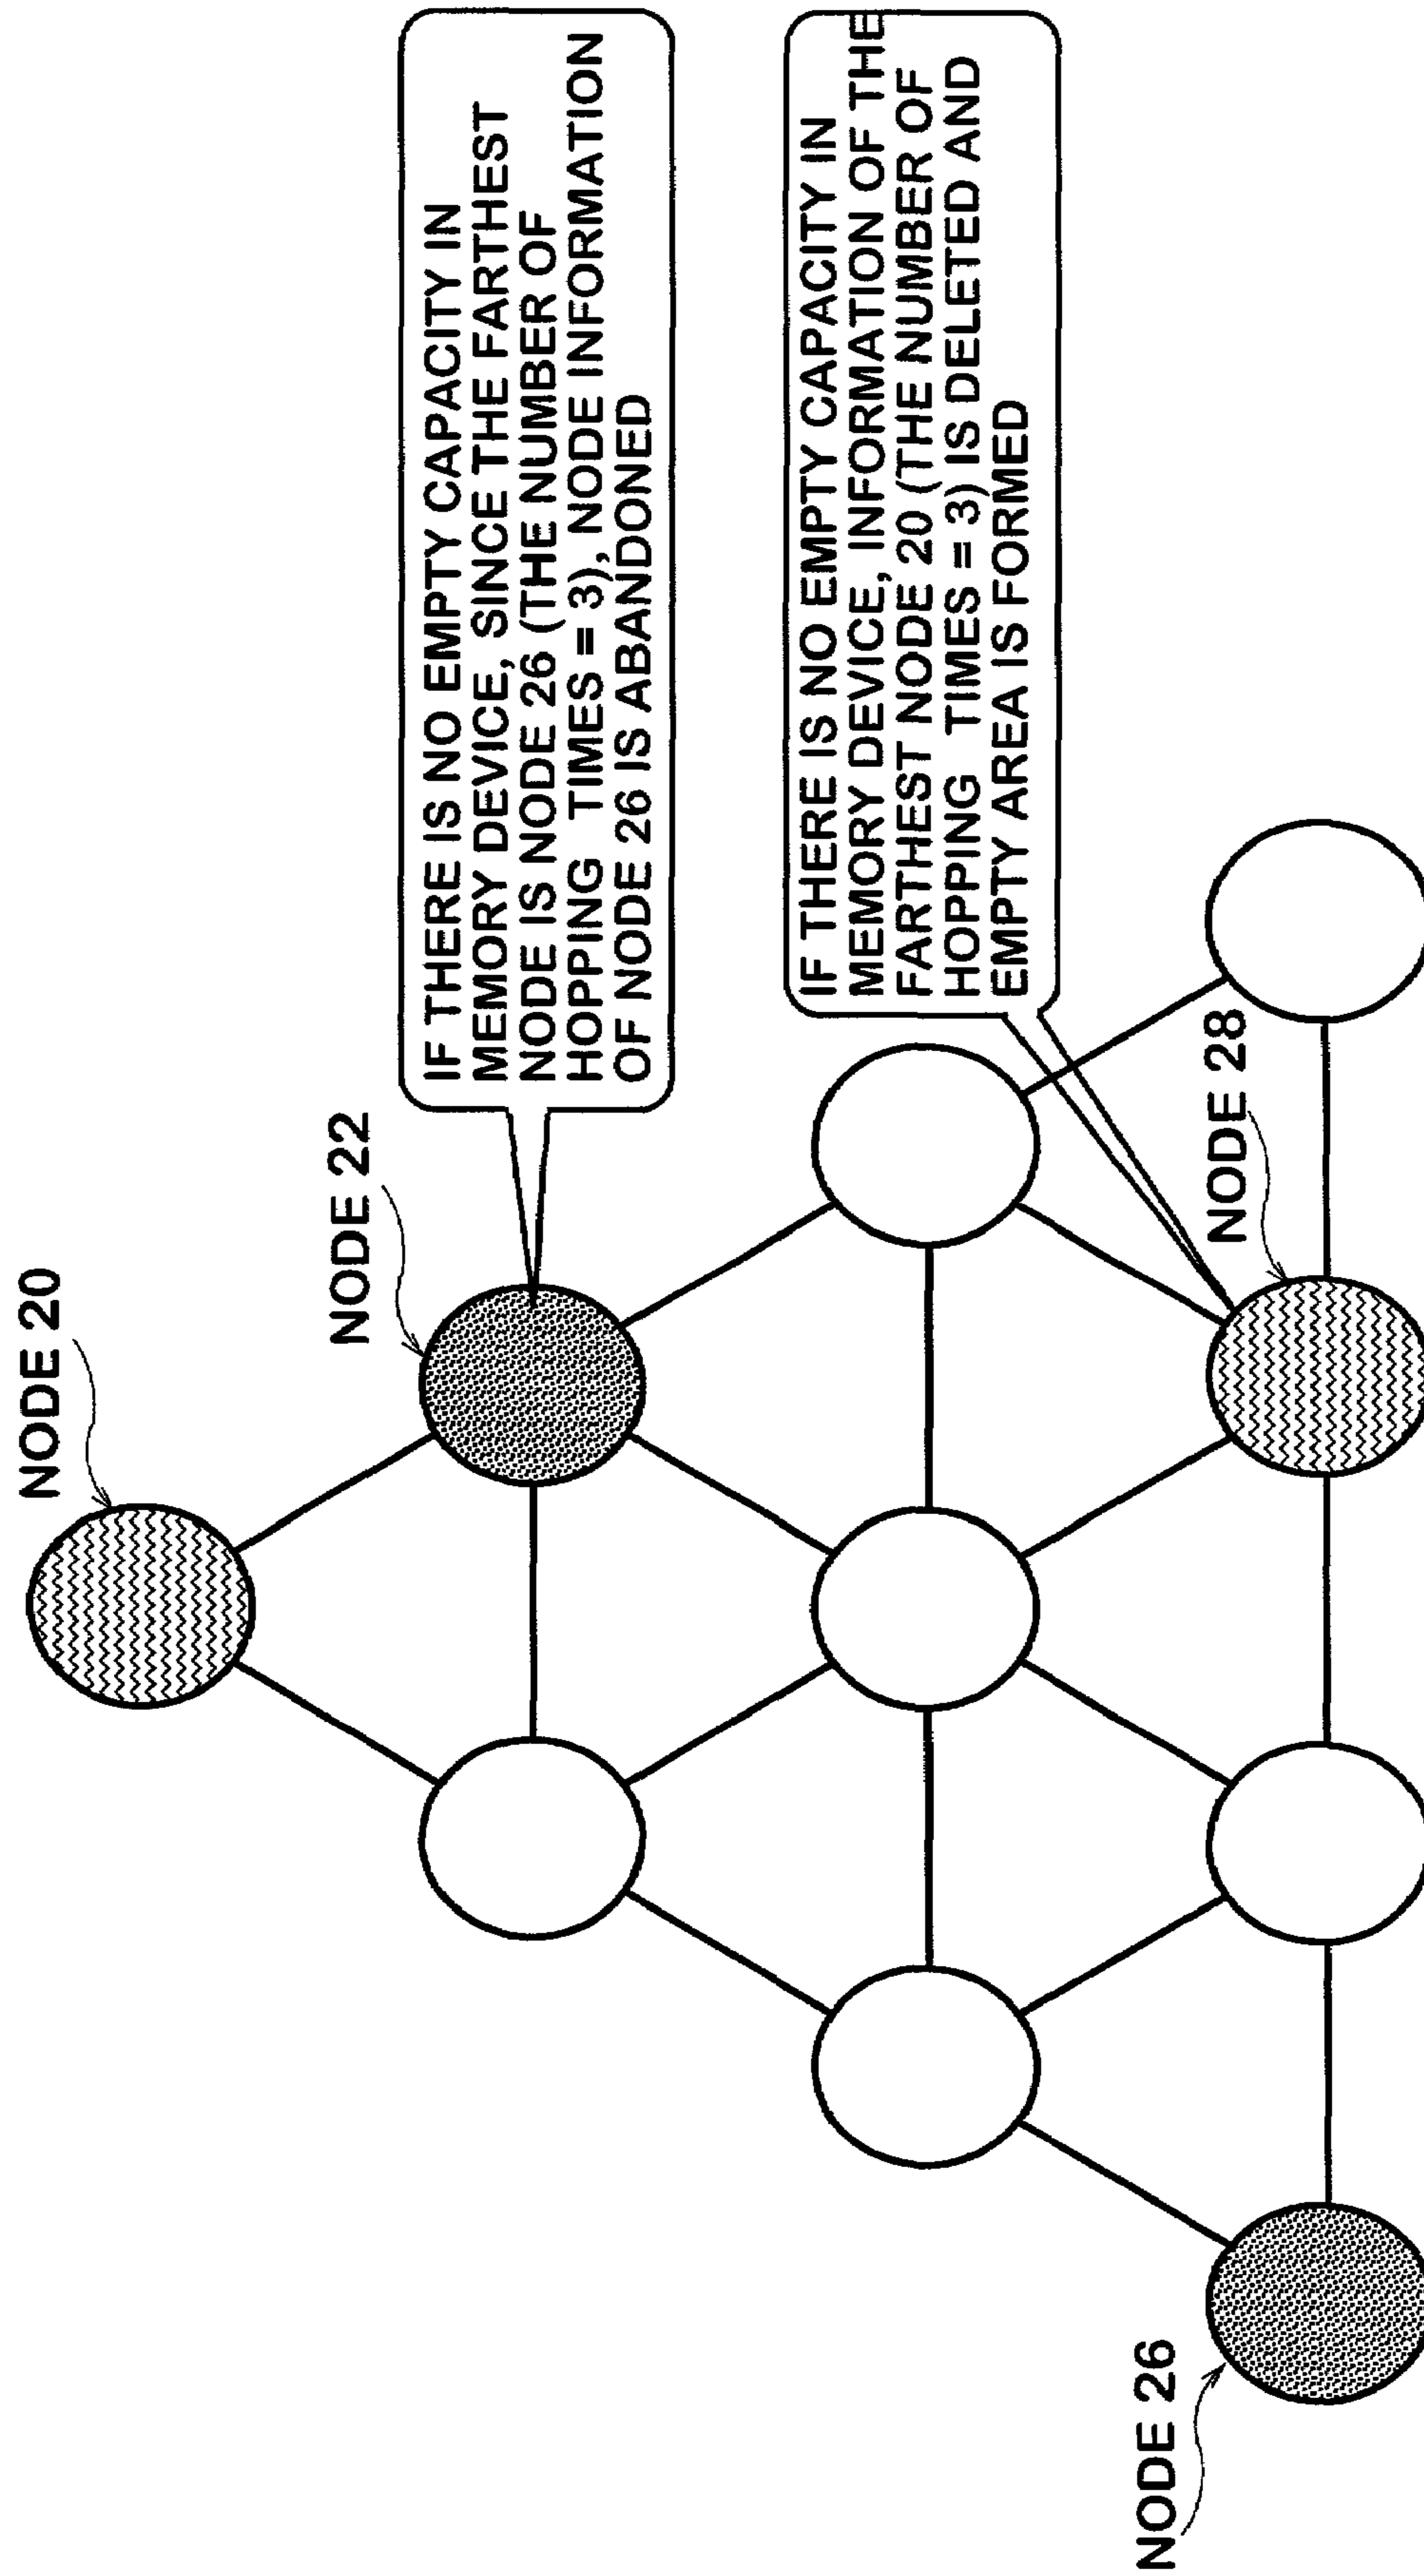 NODE 20
NODE 22
IF THERE IS NO EMPTY CAPACITY IN
MEMORY DEVICE, SINCE THE FARTHEST
NODE IS NODE 26 (THE NUMBER OF
HOPPING TIMES = 3), NODE INFORMATION
OF NODE 26 IS ABANDONED
IF THERE IS NO EMPTY CAPACITY IN
MEMORY DEVICE, INFORMATION OF THE
FARTHEST NODE 20 (THE NUMBER OF
HOPPING TIMES = 3) IS DELETED AND
EMPTY AREA IS FORMED
NODE 26
NODE 28